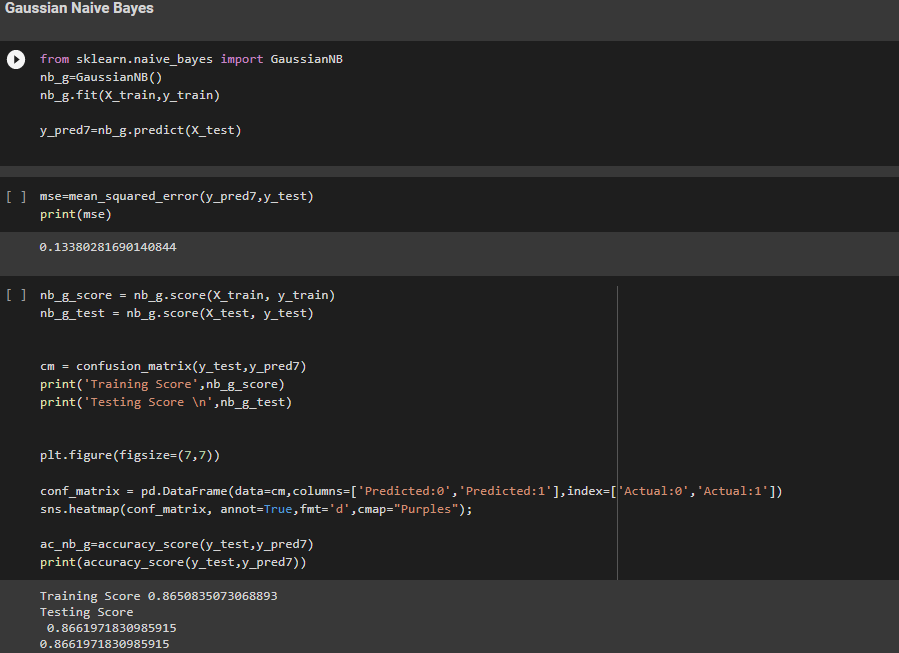 Gaussian Naive Bayes
from sklearn.naive_bayes import GaussianNB
nb_g=GaussianNB()
nb_g.fit(X_train,y_train)
y_pred7=nb_g.predict(X_test)
[ ] mse=mean_squared_error(y_pred7,y_test)
print(mse)
0.13380281690140844
[ ] nb_g_score = nb_g.score(X_train, y_train)
nb_g_test = nb_g.score(X_test, y_test)
cm = confusion_matrix(y_test,y_pred7)
print('Training Score',nb_g_score)
print('Testing Score \n',nb_g_test)
plt.figure(figsize=(7,7))
conf_matrix = pd.DataFrame(data=cm,columns=['Predicted:0','Predicted:1'],index=['Actual:0','Actual:1'])
sns.heatmap(conf_matrix, annot=True,fmt='d',cmap="Purples");
ac_nb_g=accuracy_score(y_test,y_pred7)
print(accuracy_score(y_test,y_pred7))
Training Score 0.8650835073068893
Testing Score
0.8661971830985915
0.8661971830985915